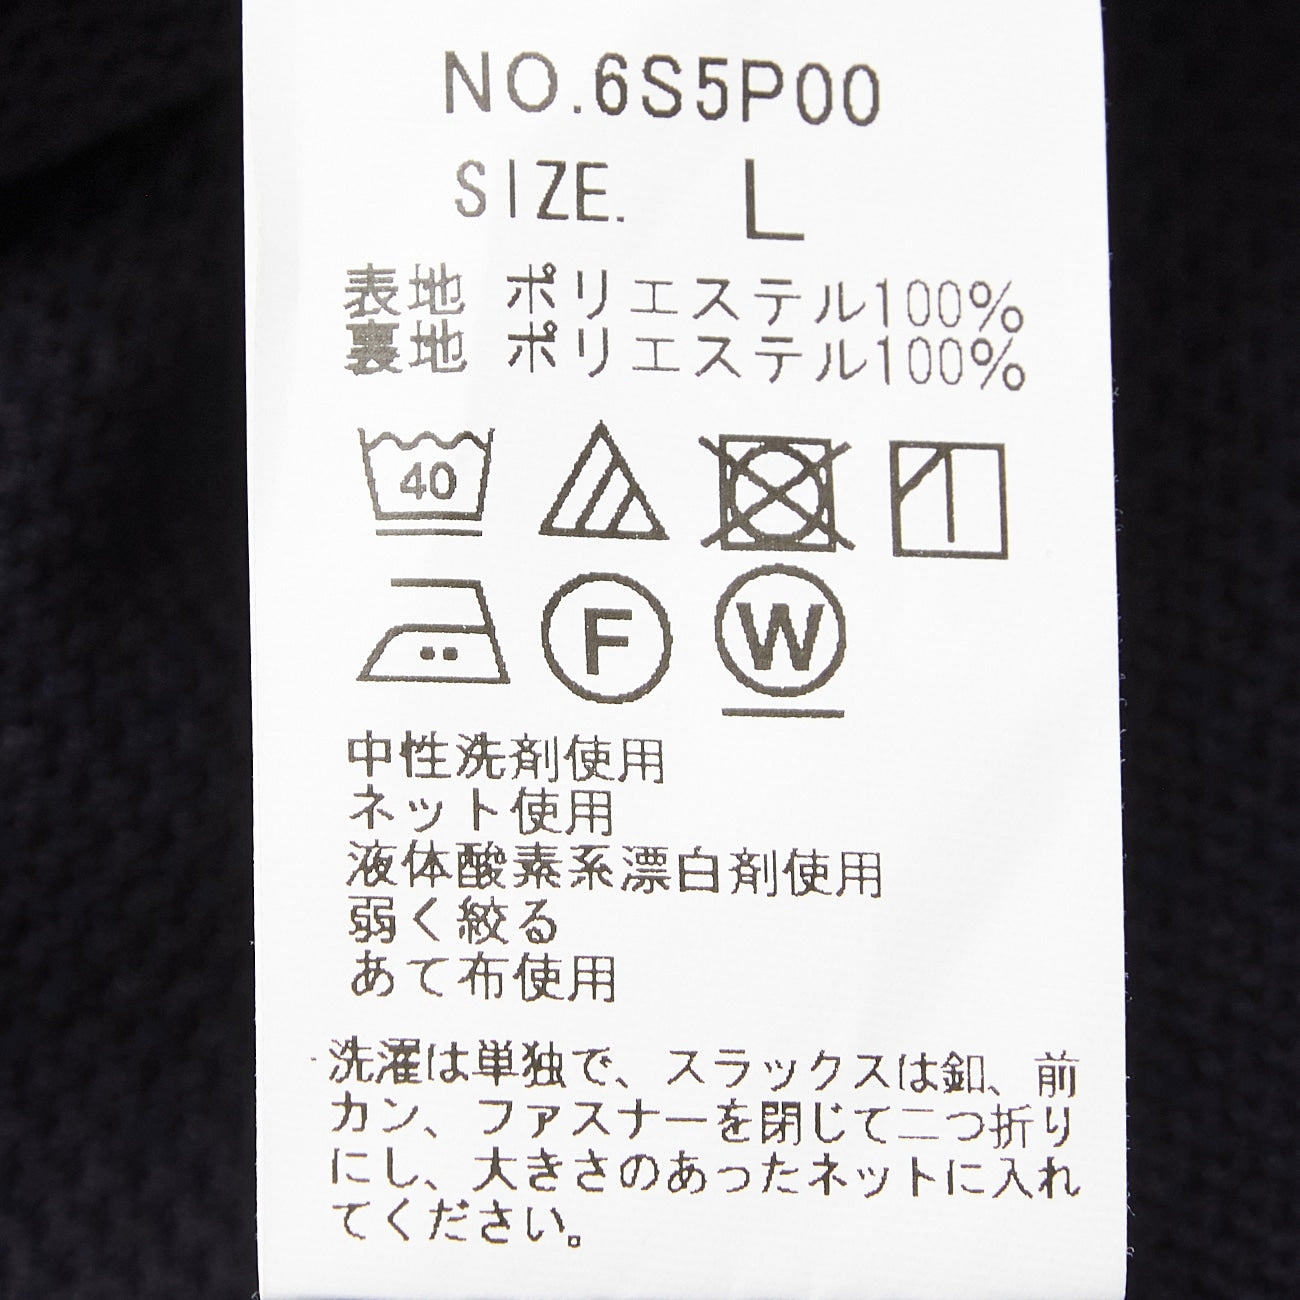 NO.6S5P00
SIZE. L
表地 ポリエステル100%
裏地 ポリエステル100%
40
F W
中性洗剤使用
ネット使用
液体酸素系漂白剤使用
弱く絞る
あて布使用
洗濯は単独で、スラックスは釦、前
カン、ファスナーを閉じて二つ折り
にし、大きさのあったネットに入れ
てください。